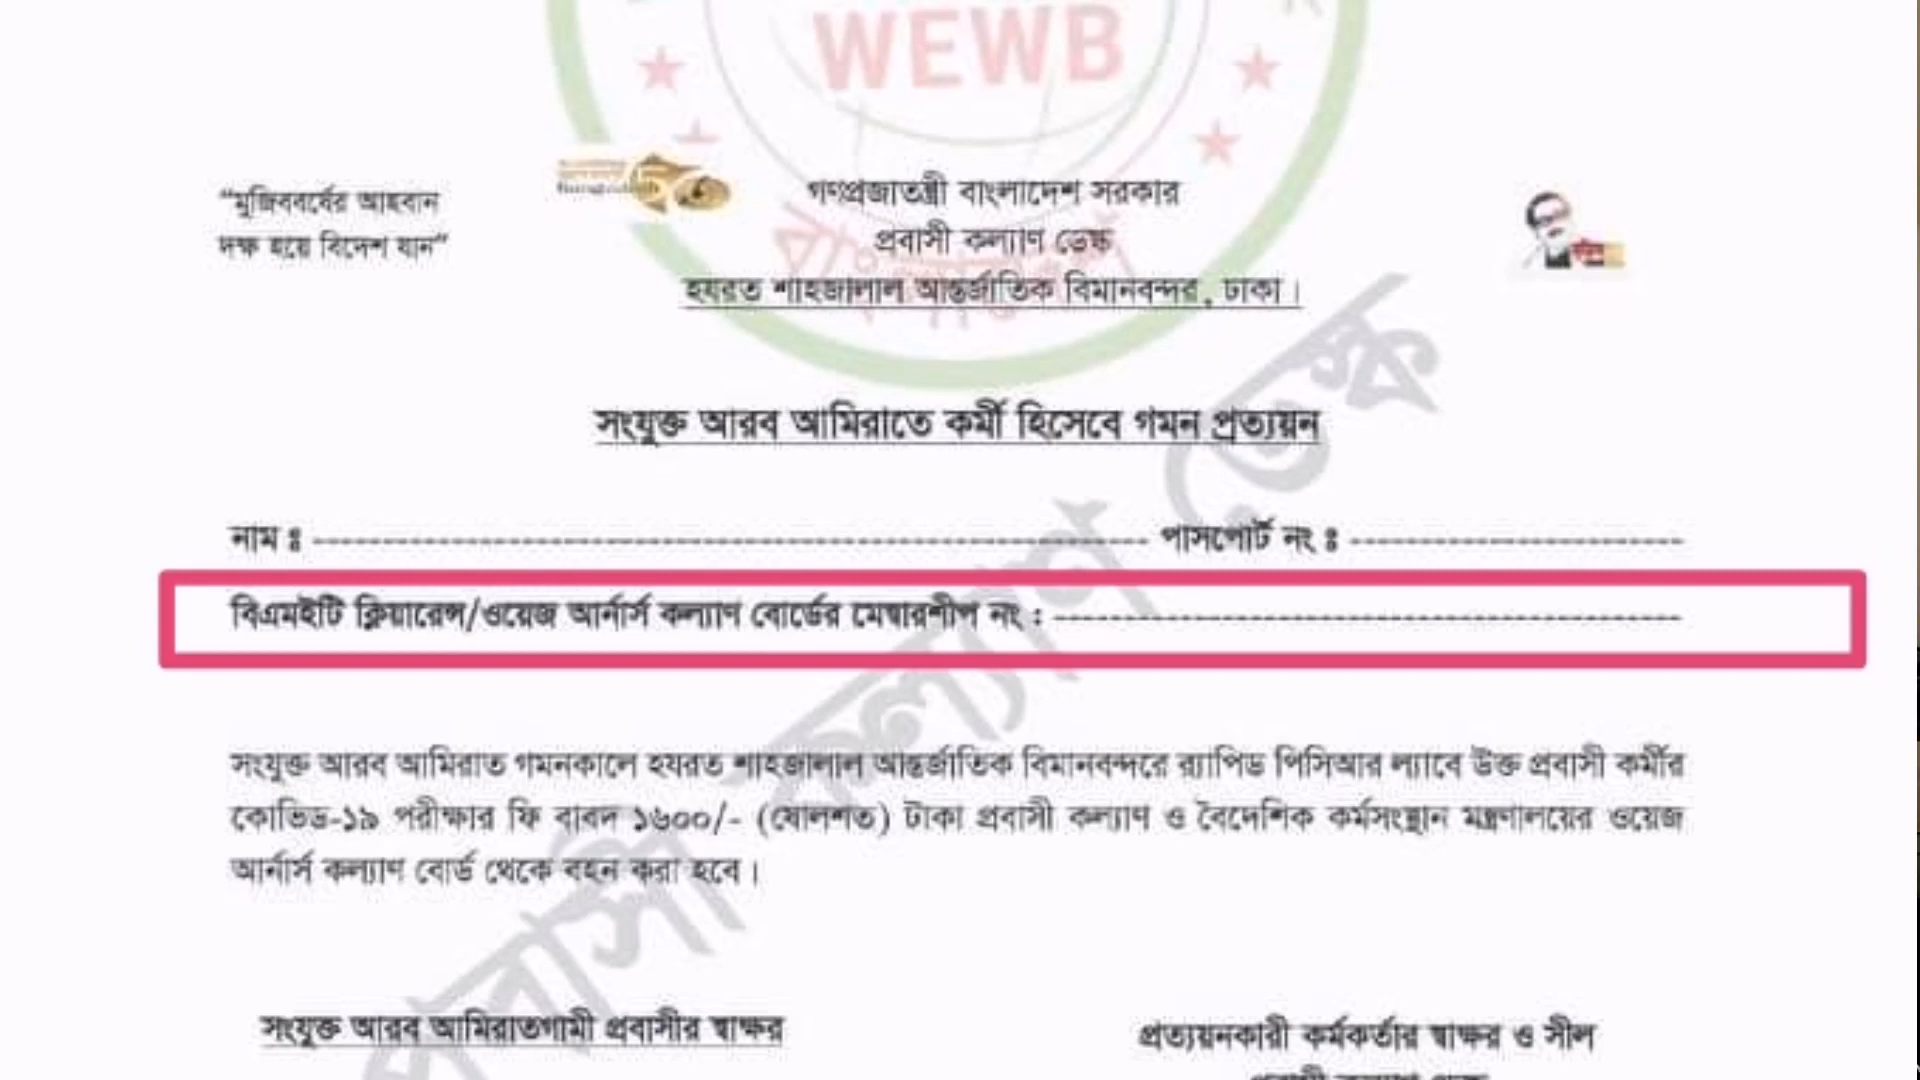 WEWB
“মুজিববর্ষের আহবান
দক্ষ হয়ে বিদেশ যান”
গণপ্রজাতন্ত্রী বাংলাদেশ সরকার
প্রবাসী কল্যাণ ডেস্ক
হযরত শাহজালাল আন্তর্জাতিক বিমানবন্দর, ঢাকা।
সংযুক্ত আরব আমিরাতে কর্মী হিসেবে গমন প্রত্যয়ন
নাম ঃ ---------------------------------------- পাসপোর্ট নং ঃ --------------------
বিএমইটি ক্লিয়ারেন্স/ওয়েজ আর্নার্স কল্যাণ বোর্ডের মেম্বারশীপ নং : ----------------------------------------
সংযুক্ত আরব আমিরাত গমনকালে হযরত শাহজালাল আন্তর্জাতিক বিমানবন্দরে র‍্যাপিড পিসিআর ল্যাবে উক্ত প্রবাসী কর্মীর
কোভিড-১৯ পরীক্ষার ফি বাবদ ১৬০০/- (ষোলশত) টাকা প্রবাসী কল্যাণ ও বৈদেশিক কর্মসংস্থান মন্ত্রণালয়ের ওয়েজ
আর্নার্স কল্যাণ বোর্ড থেকে বহন করা হবে।
সংযুক্ত আরব আমিরাতগামী প্রবাসীর স্বাক্ষর
প্রত্যয়নকারী কর্মকর্তার স্বাক্ষর ও সীল
প্রবাসী কল্যাণ ডেস্ক